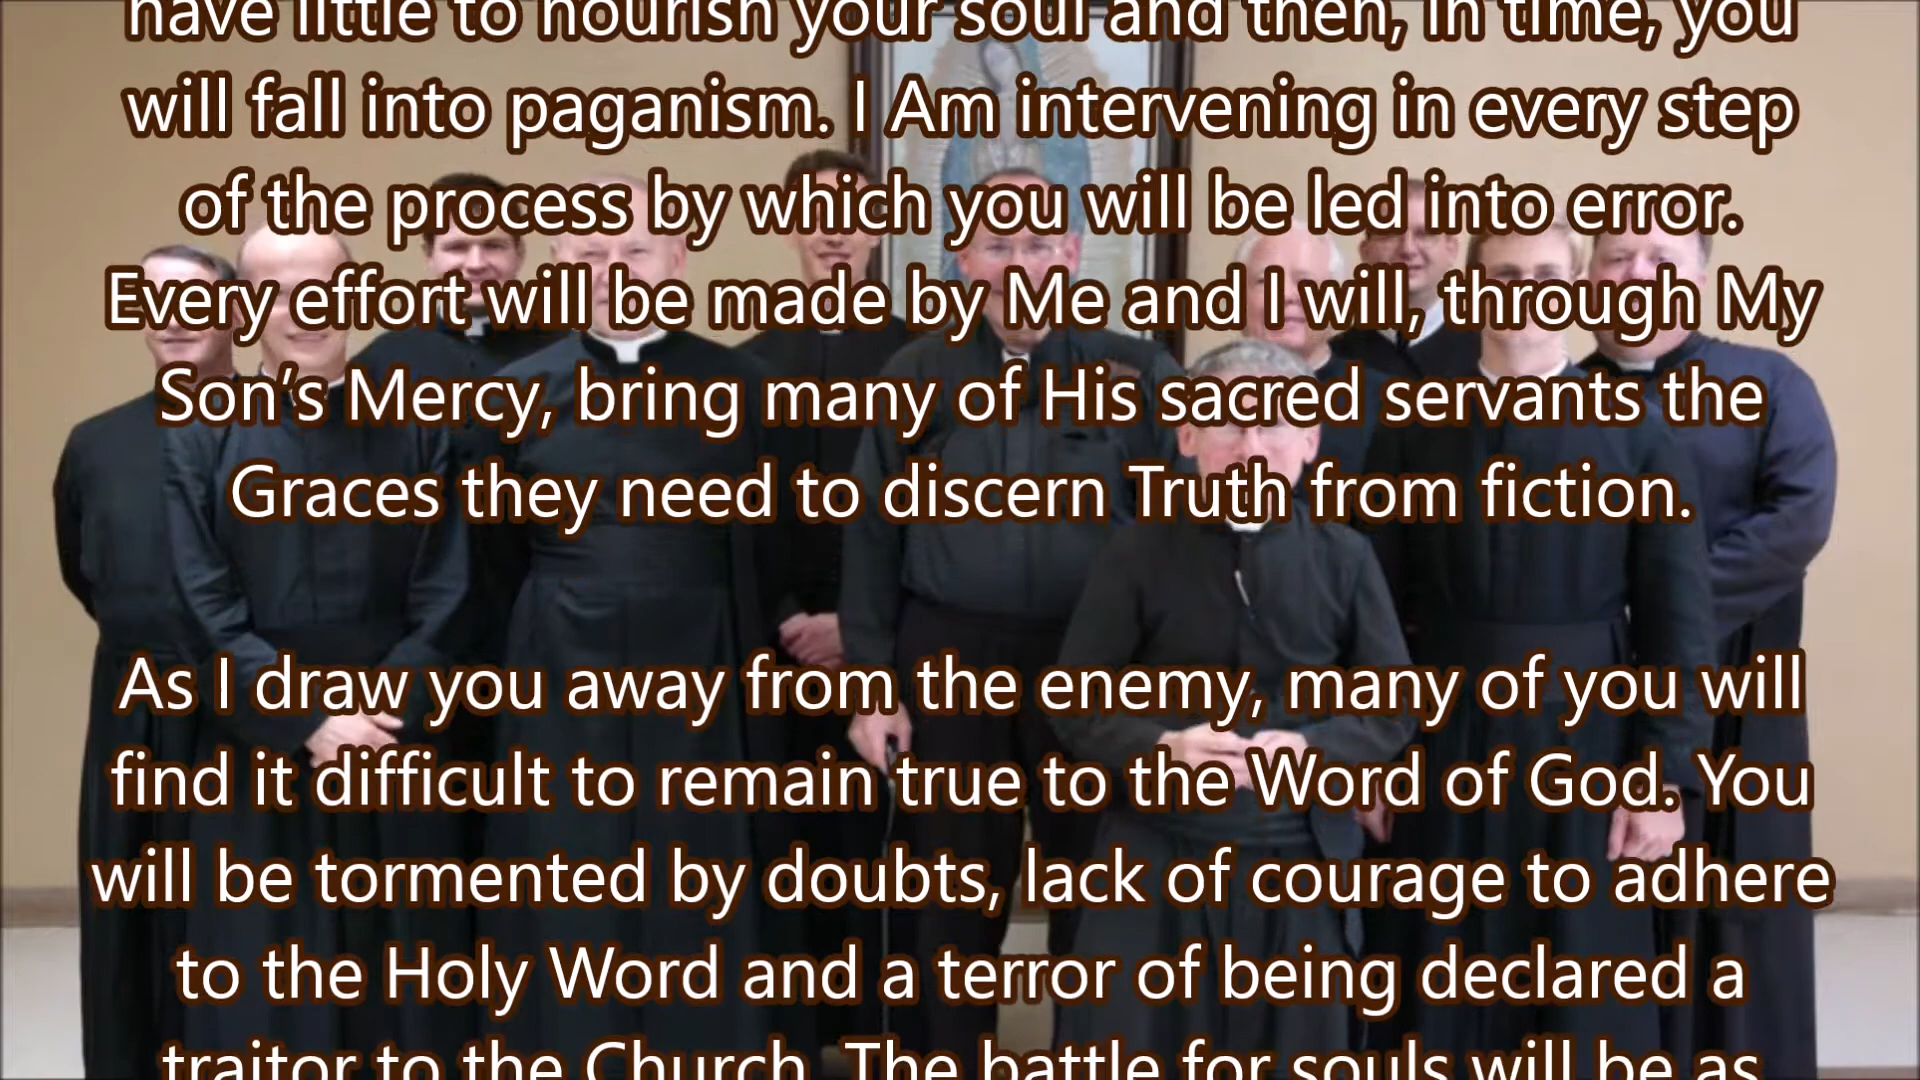 have little to nourish your soul and then, in time, you
will fall into paganism. I Am intervening in every step
of the process by which you will be led into error.
Every effort will be made by Me and I will, through My
Son’s Mercy, bring many of His sacred servants the
Graces they need to discern Truth from fiction.
As I draw you away from the enemy, many of you will
find it difficult to remain true to the Word of God. You
will be tormented by doubts, lack of courage to adhere
to the Holy Word and a terror of being declared a
traitor to the Church. The battle for souls will be as